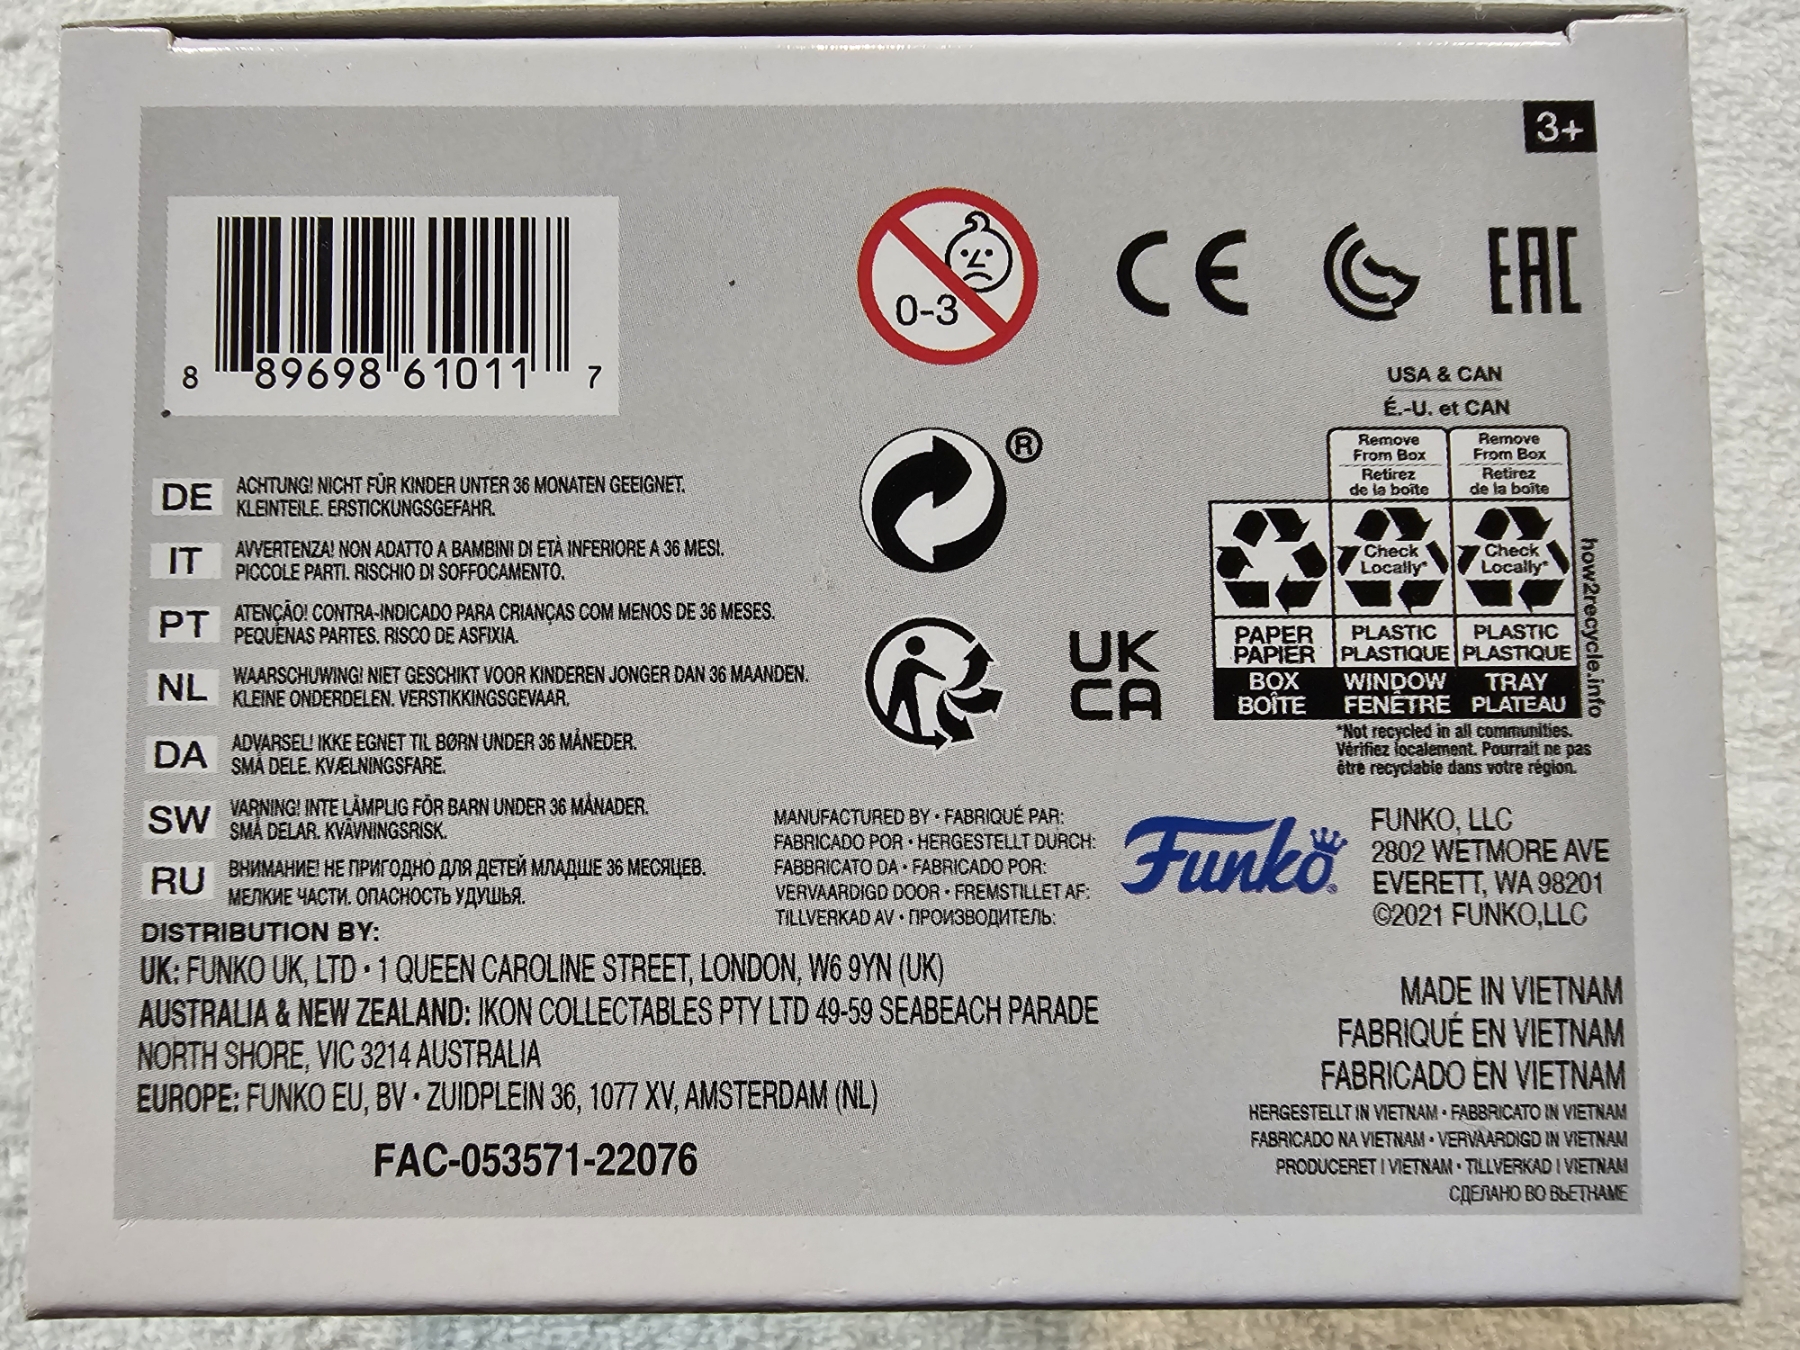 3+
8 89698 61011 7
0-3
CE
EAC
USA & CAN
É.-U. et CAN
Remove From Box
Retirez de la boîte
Remove From Box
Retirez de la boîte
Check Locally*
Check Locally*
PAPER PAPIER
PLASTIC PLASTIQUE
PLASTIC PLASTIQUE
BOX BOÎTE
WINDOW FENÊTRE
TRAY PLATEAU
how2recycle.info
*Not recycled in all communities.
Vérifiez localement. Pourrait ne pas
être recyclable dans votre région.
®
UK
CA
DE ACHTUNG! NICHT FÜR KINDER UNTER 36 MONATEN GEEIGNET.
KLEINTEILE. ERSTICKUNGSGEFAHR.
IT AVVERTENZA! NON ADATTO A BAMBINI DI ETÀ INFERIORE A 36 MESI.
PICCOLE PARTI. RISCHIO DI SOFFOCAMENTO.
PT ATENÇÃO! CONTRA-INDICADO PARA CRIANÇAS COM MENOS DE 36 MESES.
PEQUENAS PARTES. RISCO DE ASFIXIA.
NL WAARSCHUWING! NIET GESCHIKT VOOR KINDEREN JONGER DAN 36 MAANDEN.
KLEINE ONDERDELEN. VERSTIKKINGSGEVAAR.
DA ADVARSEL! IKKE EGNET TIL BØRN UNDER 36 MÅNEDER.
SMÅ DELE. KVÆLNINGSFARE.
SW VARNING! INTE LÄMPLIG FÖR BARN UNDER 36 MÅNADER.
SMÅ DELAR. KVÄVNINGSRISK.
RU ВНИМАНИЕ! НЕ ПРИГОДНО ДЛЯ ДЕТЕЙ МЛАДШЕ 36 МЕСЯЦЕВ.
МЕЛКИЕ ЧАСТИ. ОПАСНОСТЬ УДУШЬЯ.
MANUFACTURED BY • FABRIQUÉ PAR:
FABRICADO POR • HERGESTELLT DURCH:
FABBRICATO DA • FABRICADO POR:
VERVAARDIGD DOOR • FREMSTILLET AF:
TILLVERKAD AV • ПРОИЗВОДИТЕЛЬ:
Funko®
FUNKO, LLC
2802 WETMORE AVE
EVERETT, WA 98201
©2021 FUNKO,LLC
DISTRIBUTION BY:
UK: FUNKO UK, LTD • 1 QUEEN CAROLINE STREET, LONDON, W6 9YN (UK)
AUSTRALIA & NEW ZEALAND: IKON COLLECTABLES PTY LTD 49-59 SEABEACH PARADE
NORTH SHORE, VIC 3214 AUSTRALIA
EUROPE: FUNKO EU, BV • ZUIDPLEIN 36, 1077 XV, AMSTERDAM (NL)
FAC-053571-22076
MADE IN VIETNAM
FABRIQUÉ EN VIETNAM
FABRICADO EN VIETNAM
HERGESTELLT IN VIETNAM • FABBRICATO IN VIETNAM
FABRICADO NA VIETNAM • VERVAARDIGD IN VIETNAM
PRODUCERET I VIETNAM • TILLVERKAD I VIETNAM
СДЕЛАНО ВО ВЬЕТНАМЕ